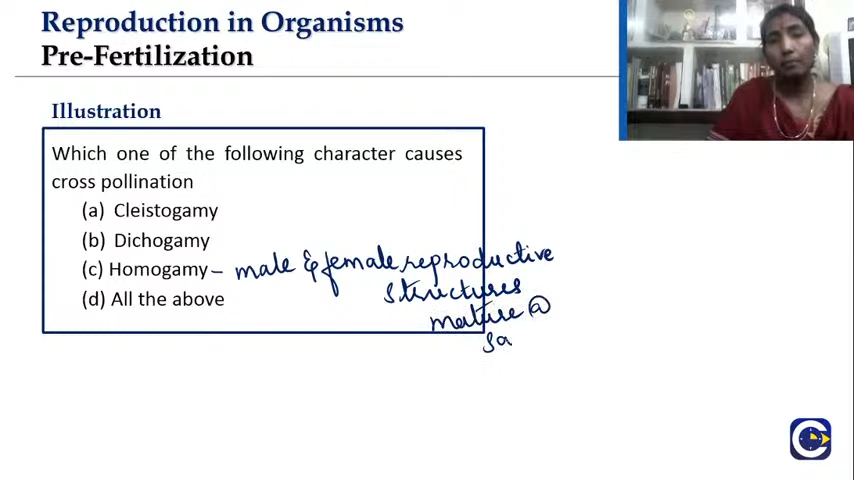 Reproduction in Organisms
Pre-Fertilization
Illustration
Which one of the following character causes
cross pollination
(a) Cleistogamy
(b) Dichogamy
(c) Homogamy - male & female reproductive
structures
mature @
sa
(d) All the above